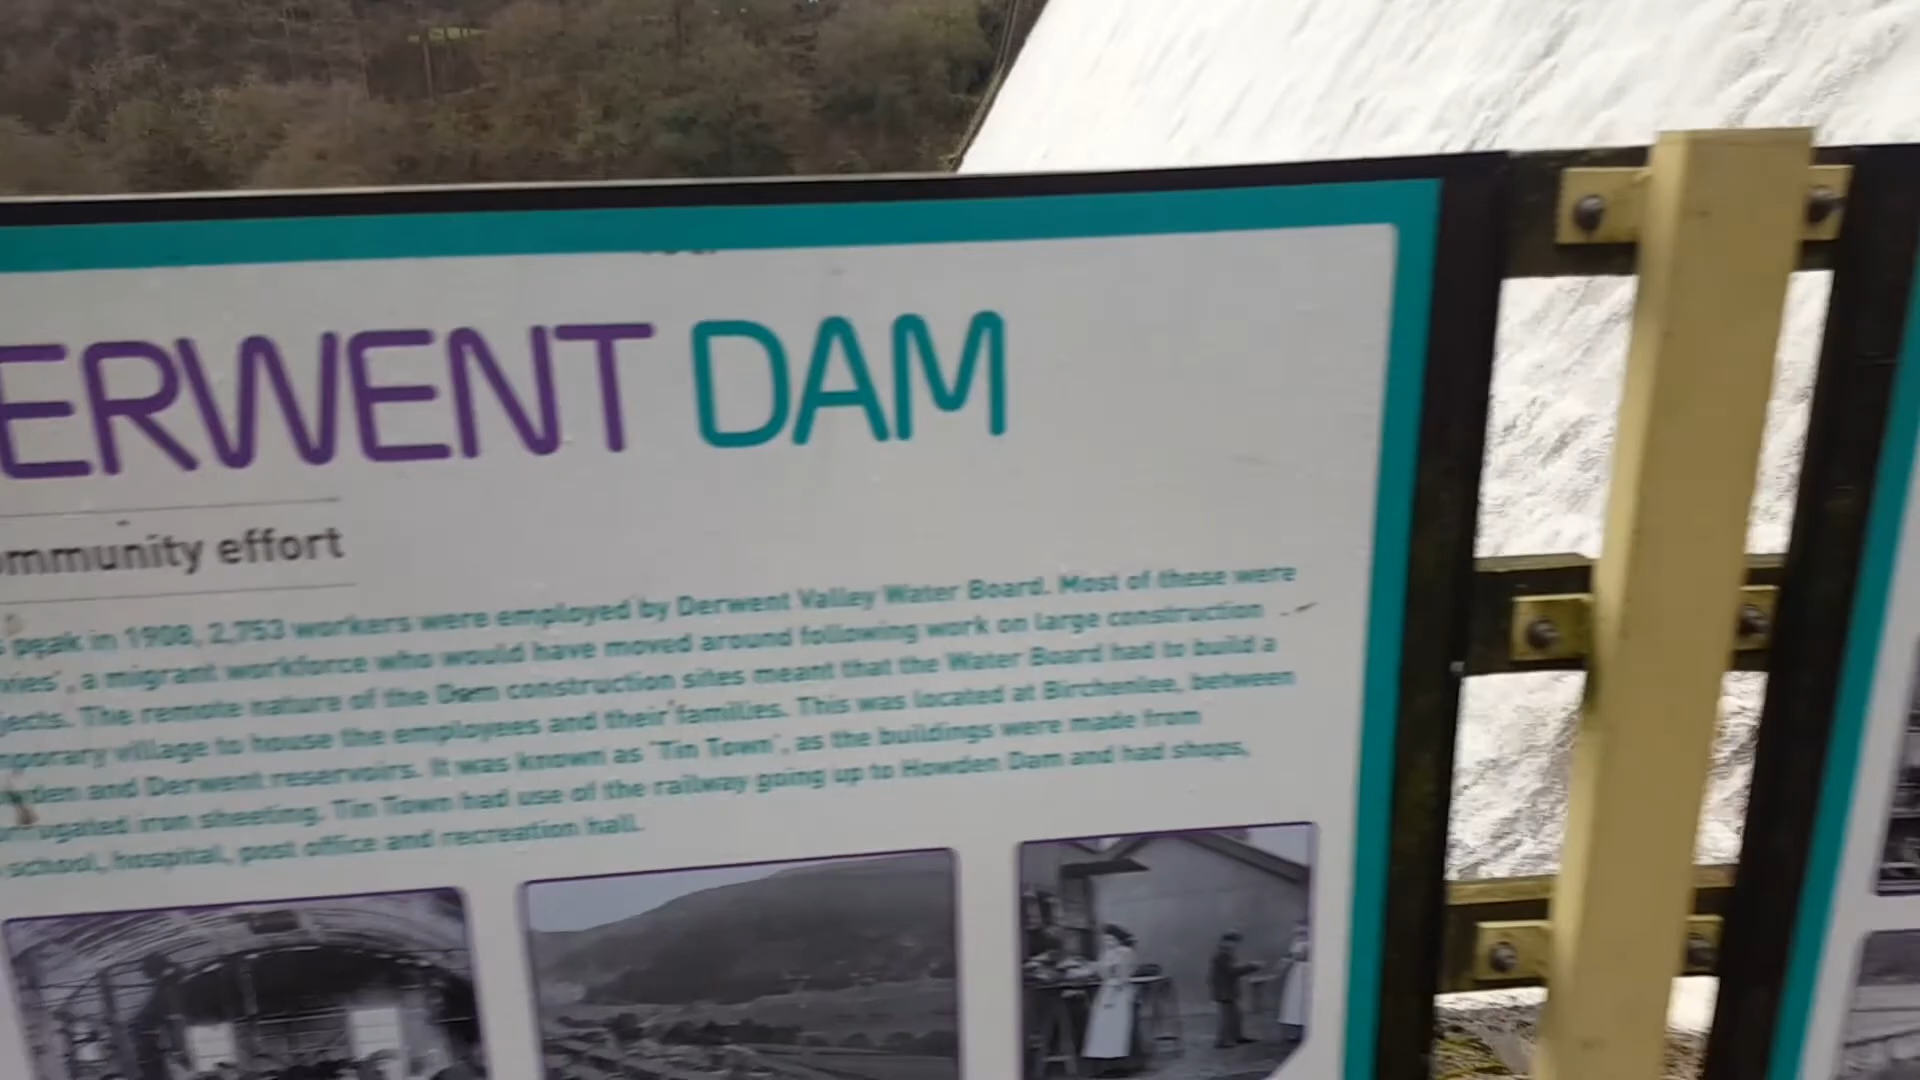 ERWENT DAM
ommunity effort
s peak in 1908, 2,753 workers were employed by Derwent Valley Water Board. Most of these were
vies', a migrant workforce who would have moved around following work on large construction
jects. The remote nature of the Dam construction sites meant that the Water Board had to build a
mporary village to house the employees and their families. This was located at Birchenlee, between
wden and Derwent reservoirs. It was known as 'Tin Town', as the buildings were made from
orrugated iron sheeting. Tin Town had use of the railway going up to Howden Dam and had shops,
school, hospital, post office and recreation hall.